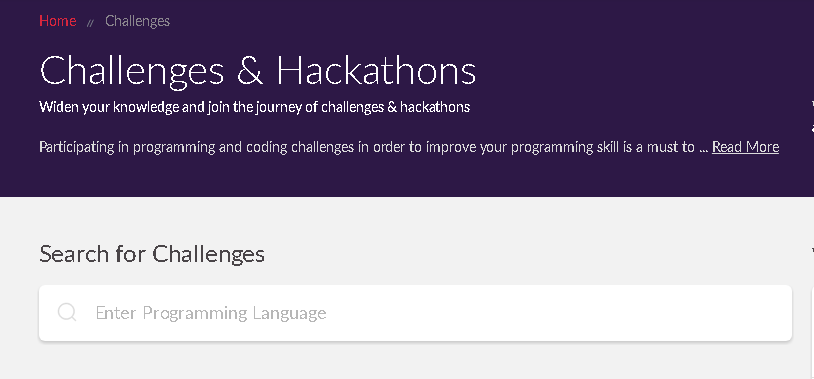 Home // Challenges
Challenges & Hackathons
Widen your knowledge and join the journey of challenges & hackathons
Participating in programming and coding challenges in order to improve your programming skill is a must to ... Read More
Search for Challenges
Enter Programming Language